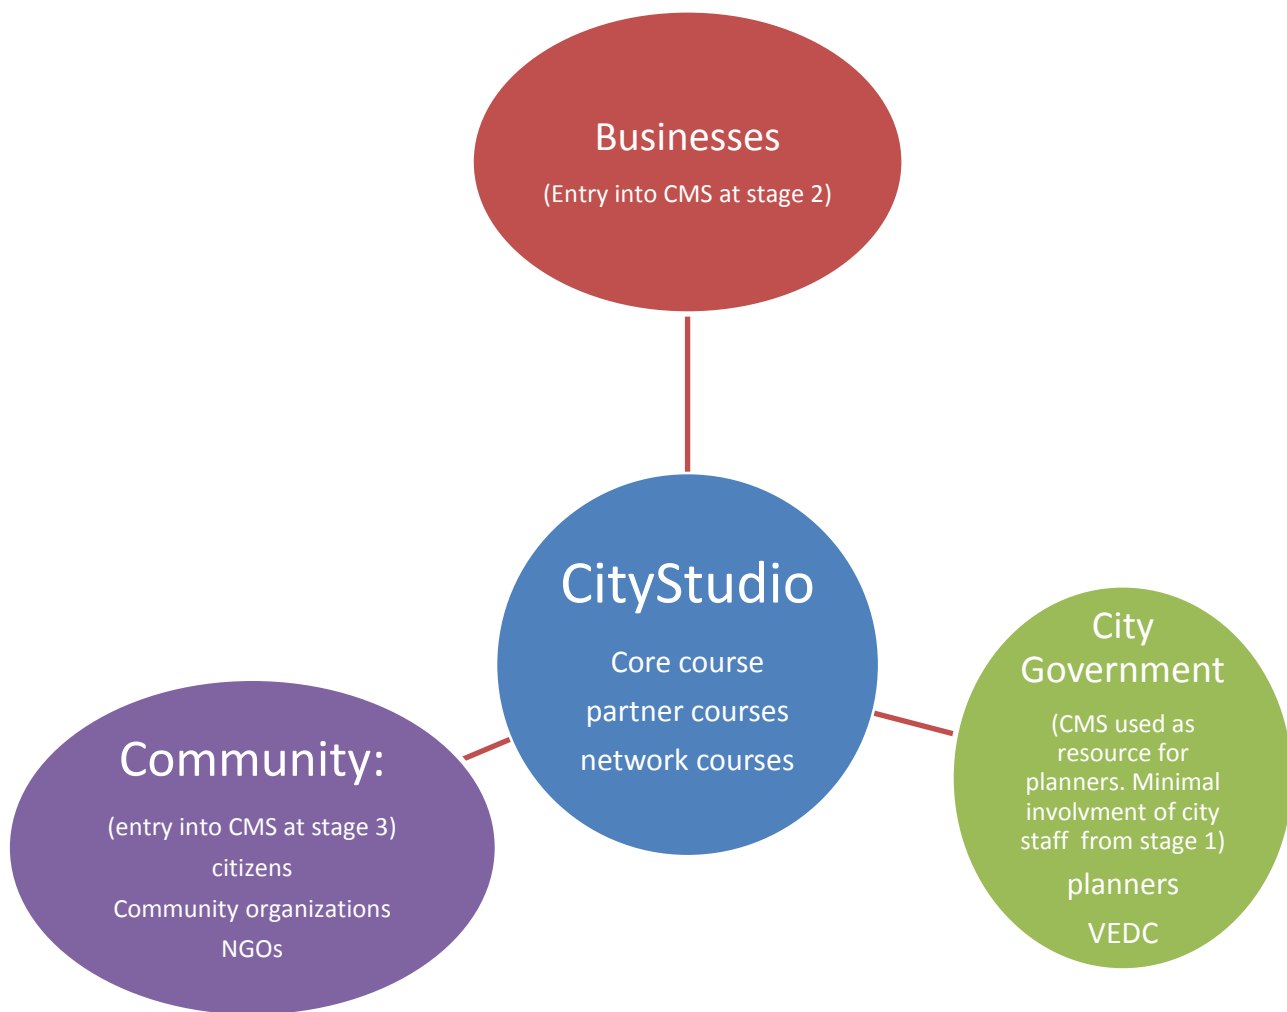 Businesses
(Entry into CMS at stage 2)
CityStudio
Core course
partner courses
network courses
City
Government
(CMS used as
resource for
planners. Minimal
involvment of city
staff from stage 1)
planners
VEDC
Community:
(entry into CMS at stage 3)
citizens
Community organizations
NGOs